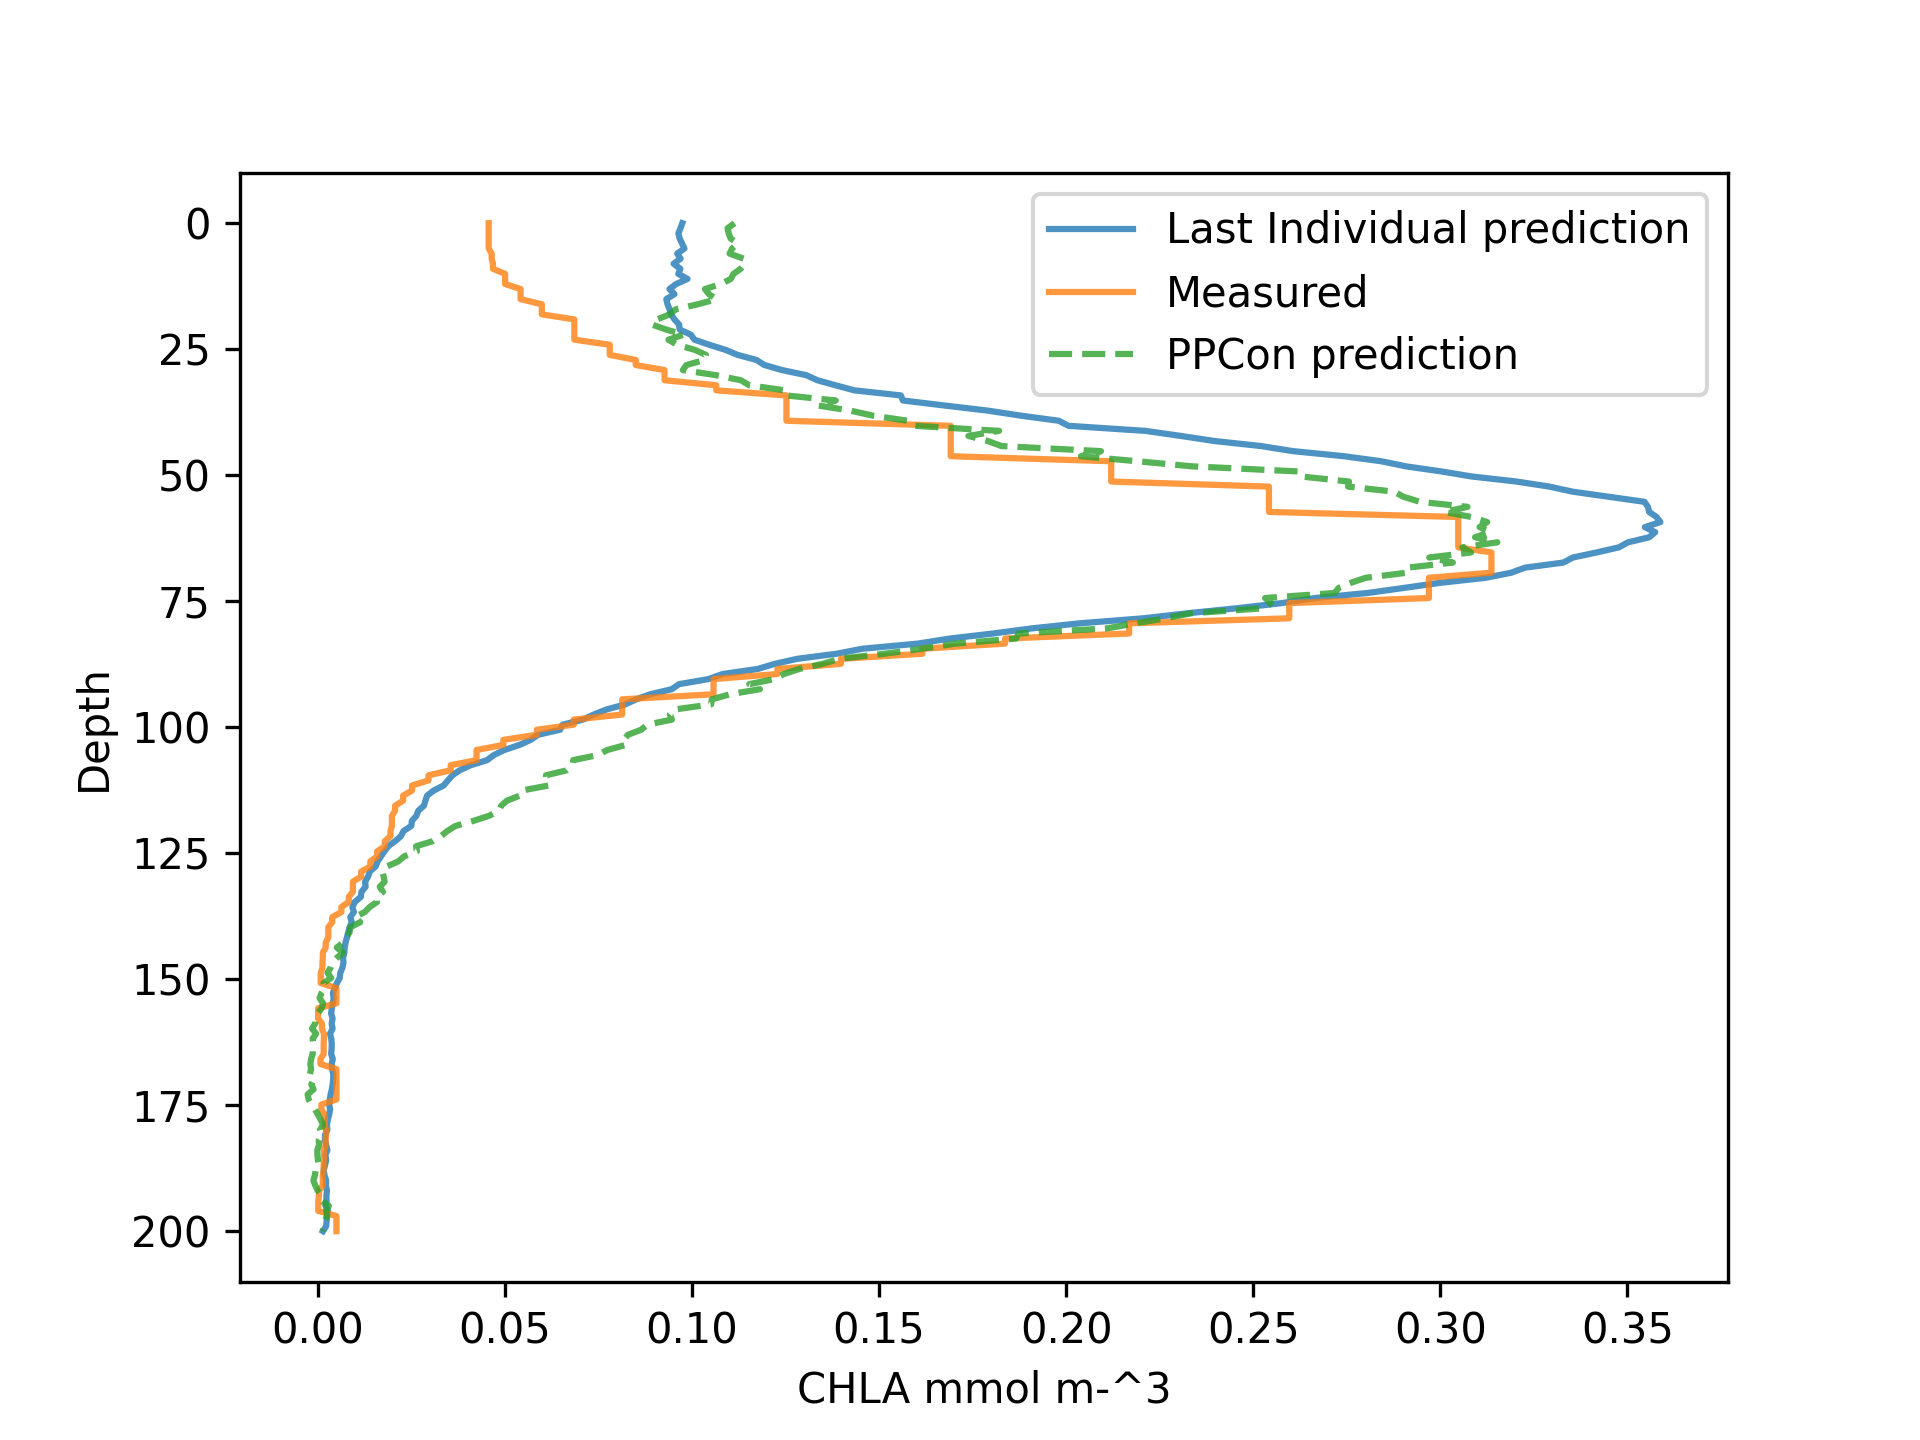 Last Individual prediction
Measured
PPCon prediction
0
25
50
75
100
125
150
175
200
Depth
0.00 0.05 0.10 0.15 0.20 0.25 0.30 0.35
CHLA mmol m-^3